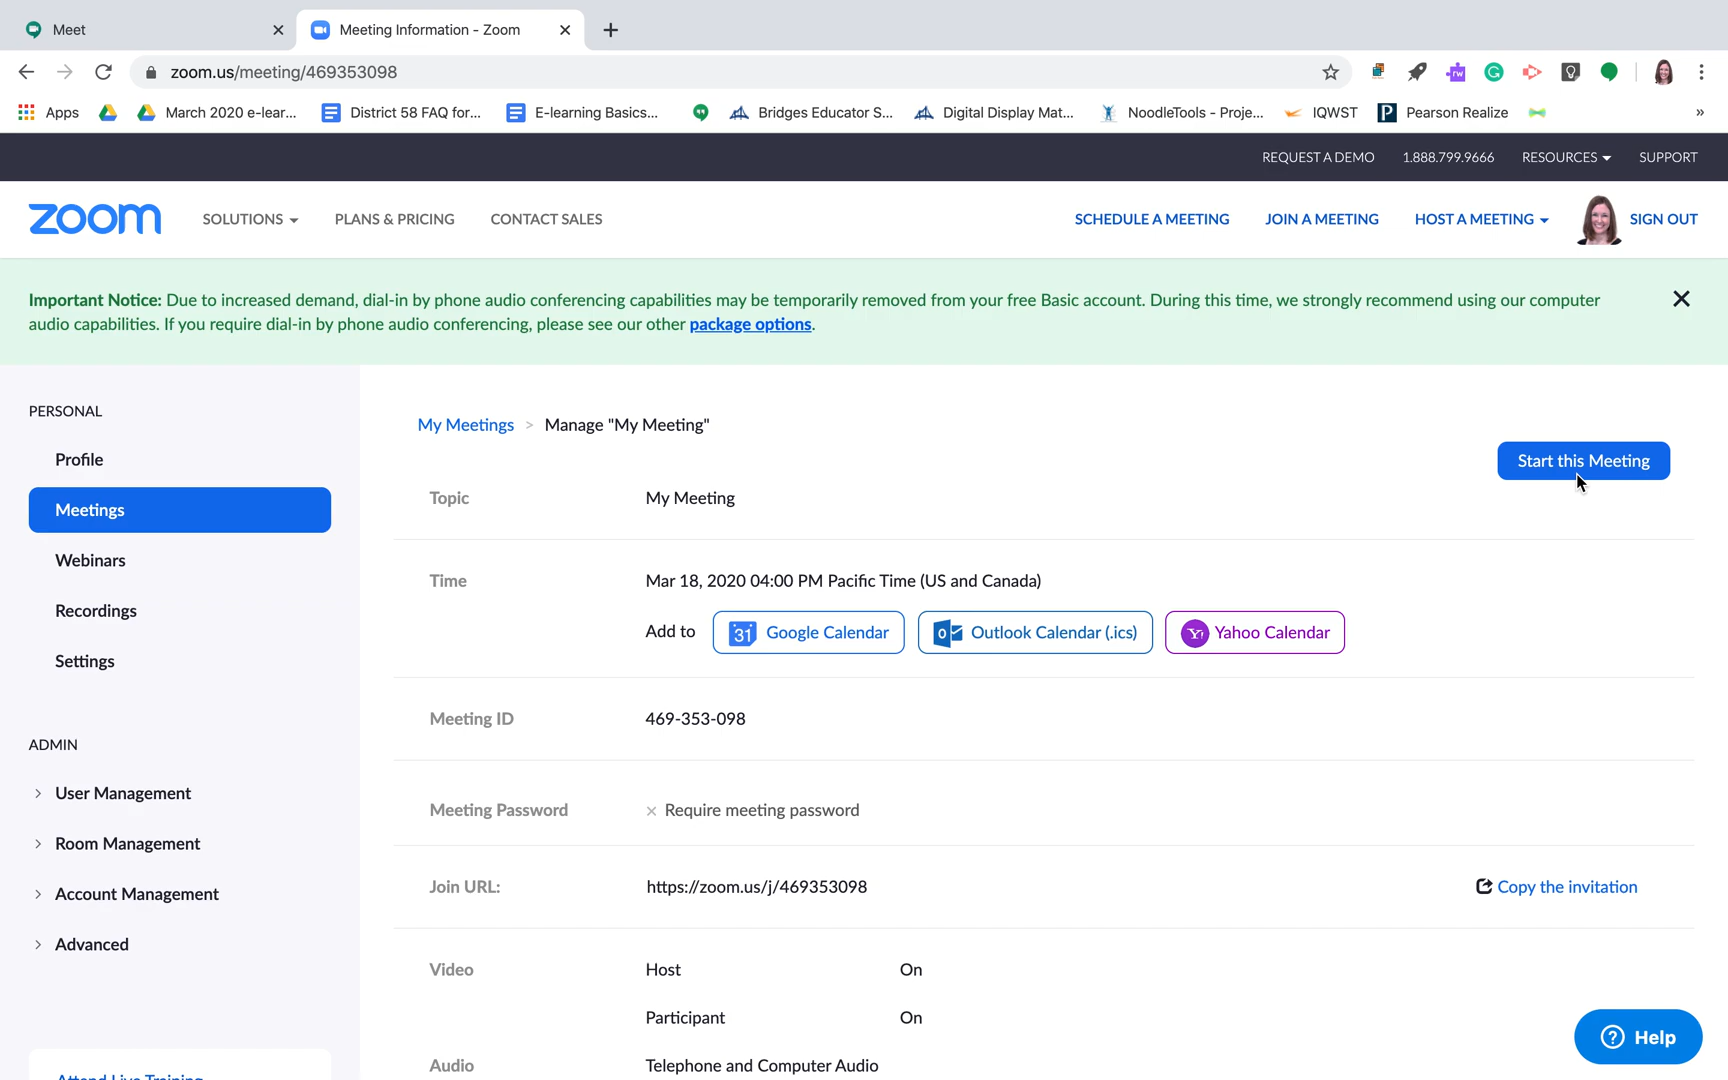 Meet
Meeting Information - Zoom
zoom.us/meeting/469353098
Apps
March 2020 e-lear...
District 58 FAQ for...
E-learning Basics...
Bridges Educator S...
Digital Display Mat...
NoodleTools - Proje...
IQWST
Pearson Realize
»
REQUEST A DEMO
1.888.799.9666
RESOURCES
SUPPORT
zoom
SOLUTIONS
PLANS & PRICING
CONTACT SALES
SCHEDULE A MEETING
JOIN A MEETING
HOST A MEETING
SIGN OUT
Important Notice: Due to increased demand, dial-in by phone audio conferencing capabilities may be temporarily removed from your free Basic account. During this time, we strongly recommend using our computer
audio capabilities. If you require dial-in by phone audio conferencing, please see our other package options.
PERSONAL
Profile
Meetings
Webinars
Recordings
Settings
ADMIN
User Management
Room Management
Account Management
Advanced
Attend Live Training
My Meetings > Manage "My Meeting"
Start this Meeting
Topic
My Meeting
Time
Mar 18, 2020 04:00 PM Pacific Time (US and Canada)
Add to
31 Google Calendar
Outlook Calendar (.ics)
Yahoo Calendar
Meeting ID
469-353-098
Meeting Password
× Require meeting password
Join URL:
https://zoom.us/j/469353098
Copy the invitation
Video
Host
On
Participant
On
Audio
Telephone and Computer Audio
? Help